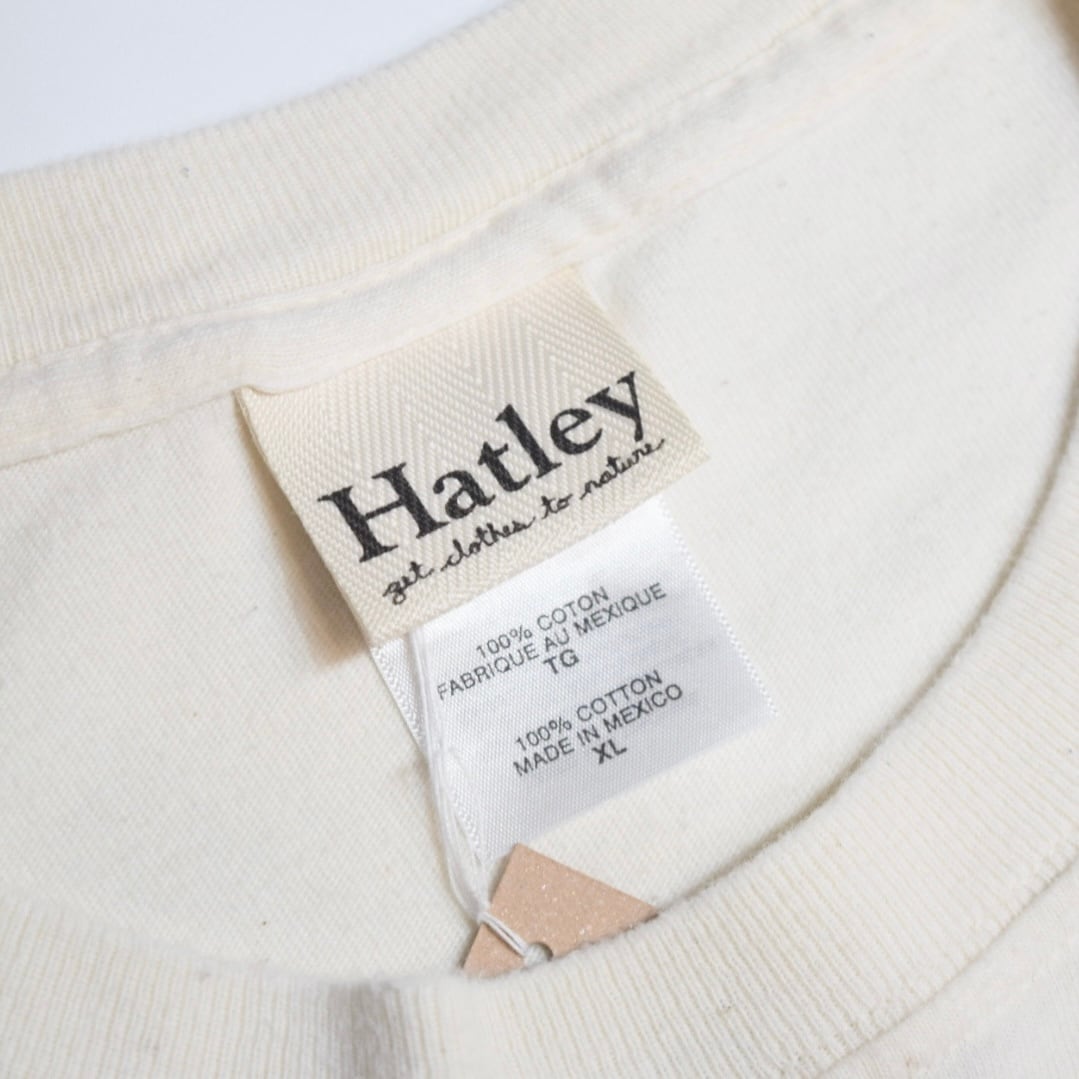 Hatley
get clothes to nature
100% COTON
FABRIQUE AU MEXIQUE
TG
100% COTTON
MADE IN MEXICO
XL